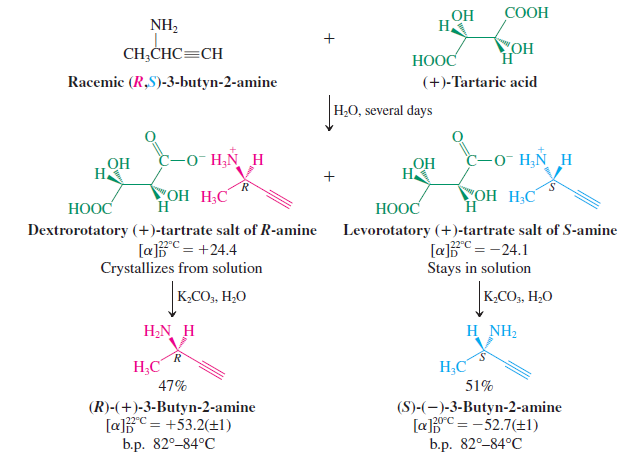 NH₂
CH₃CHC≡CH
Racemic (R,S)-3-butyn-2-amine
+
OH COOH
H
OH
HOOC H
(+)-Tartaric acid
H₂O, several days
O
OH C—O⁻ H₃N⁺ H
H
OH H₃C R
HOOC H
Dextrorotatory (+)-tartrate salt of R-amine
[α]D²²°C = +24.4
Crystallizes from solution
+
O
OH C—O⁻ H₃N⁺ H
H
OH H₃C S
HOOC H
Levorotatory (+)-tartrate salt of S-amine
[α]D²²°C = −24.1
Stays in solution
K₂CO₃, H₂O
K₂CO₃, H₂O
H₂N H
R
H₃C
47%
(R)-(+)-3-Butyn-2-amine
[α]D²²°C = +53.2(±1)
b.p. 82°–84°C
H NH₂
S
H₃C
51%
(S)-(−)-3-Butyn-2-amine
[α]D²⁰°C = −52.7(±1)
b.p. 82°–84°C